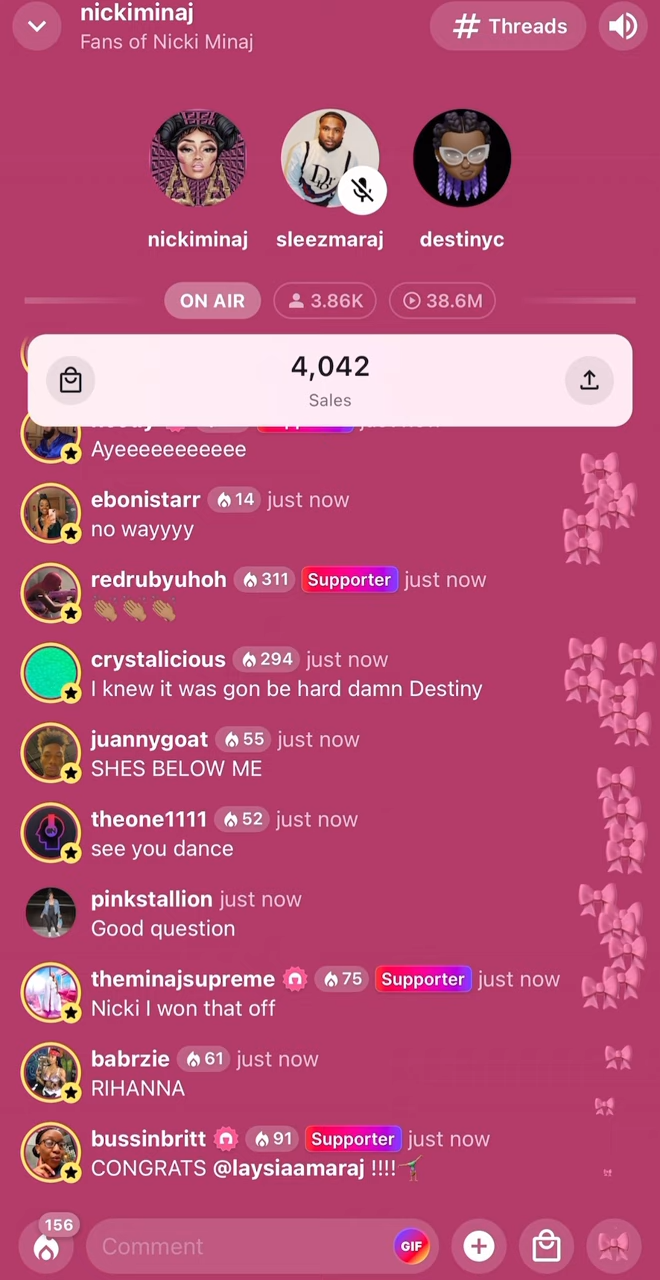 nickiminaj
Fans of Nicki Minaj
# Threads
nickiminaj
sleezmaraj
destinyc
ON AIR
3.86K
38.6M
4,042
Sales
Ayeeeeeeeeeee
ebonistarr 14 just now
no wayyyy
redrubyuhoh 311 Supporter just now
👏🏽👏🏽👏🏽
crystalicious 294 just now
I knew it was gon be hard damn Destiny
juannygoat 55 just now
SHES BELOW ME
theone1111 52 just now
see you dance
pinkstallion just now
Good question
theminajsupreme 75 Supporter just now
Nicki I won that off
babrzie 61 just now
RIHANNA
bussinbritt 91 Supporter just now
CONGRATS @laysiaamaraj !!!!
156
Comment
GIF